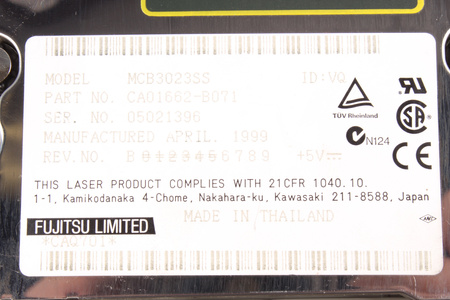 MODEL MCB3023SS ID:VQ
PART NO. CA01662-B071
SER. NO. 05021396
MANUFACTURED APRIL. 1999
REV.NO. B 0123456789 +5V
TÜV Rheinland
N124
THIS LASER PRODUCT COMPLIES WITH 21CFR 1040.10.
1-1, Kamikodanaka 4-Chome, Nakahara-ku, Kawasaki 211-8588, Japan
MADE IN THAILAND
FUJITSU LIMITED
*CAQ701*